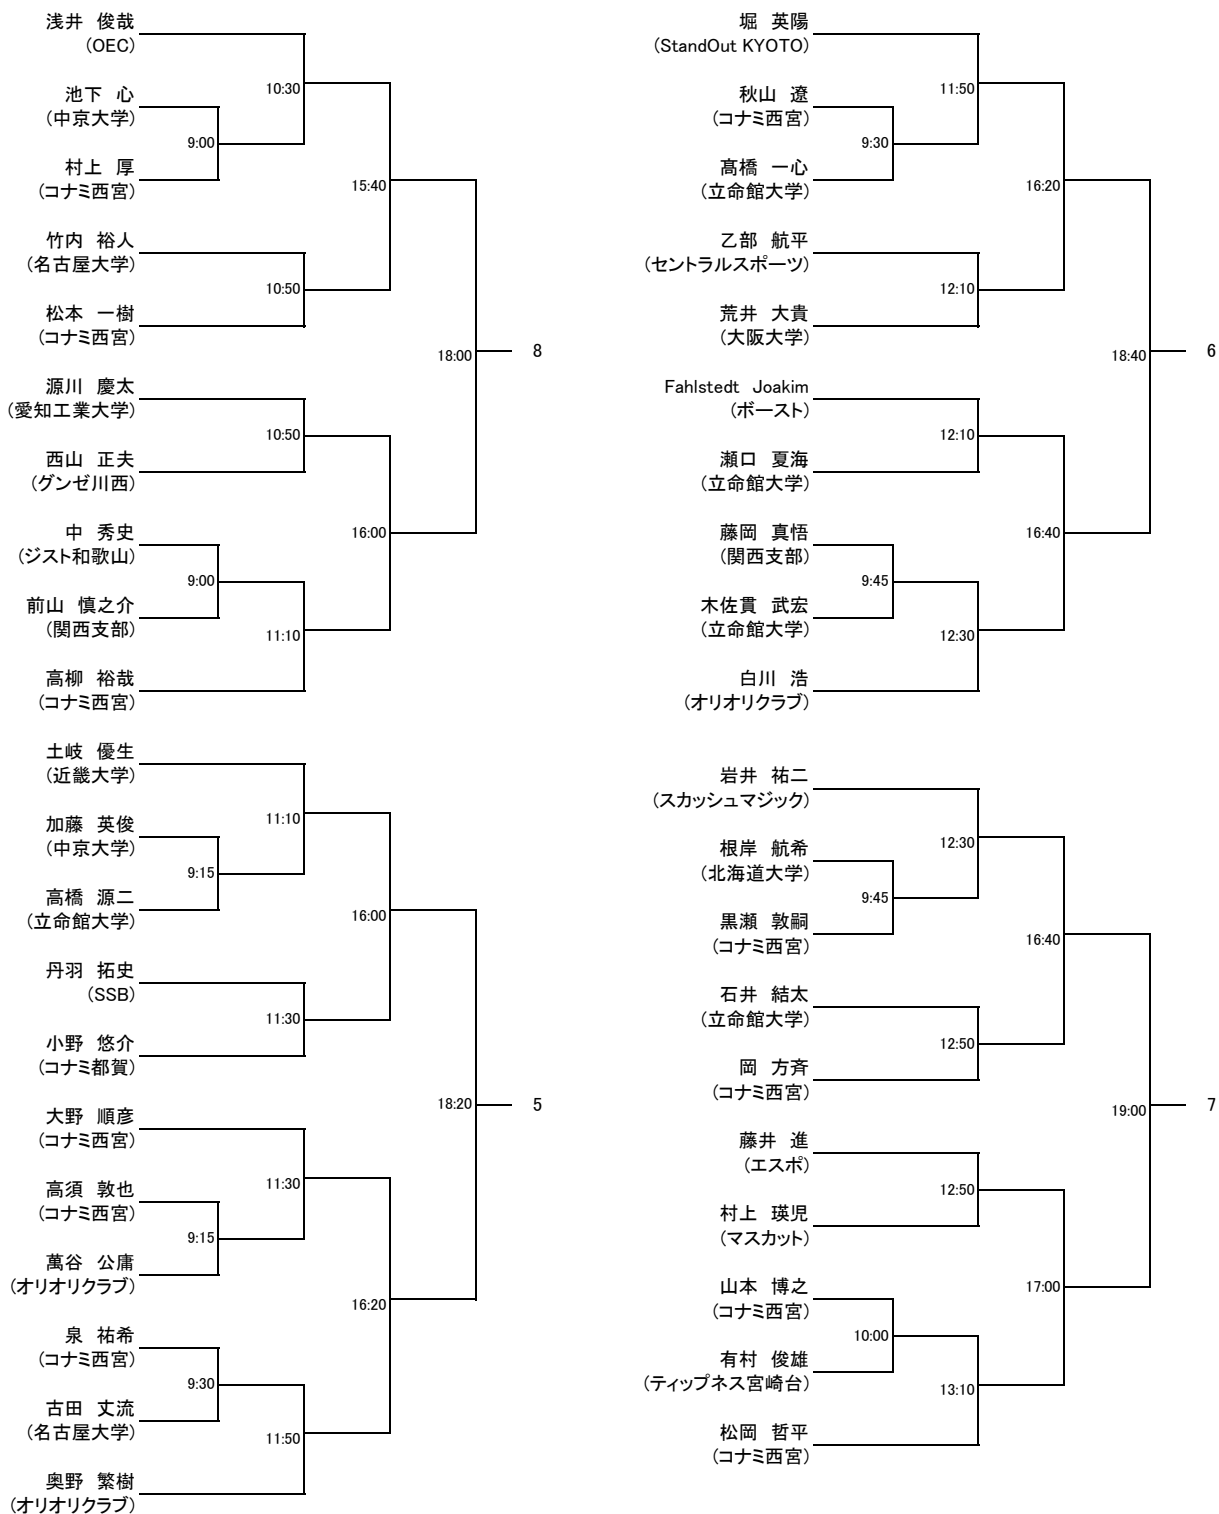 浅井 俊哉
(OEC)
10:30
池下 心
(中京大学)
9:00
村上 厚
(コナミ西宮)
15:40
竹内 裕人
(名古屋大学)
10:50
松本 一樹
(コナミ西宮)
18:00
8
源川 慶太
(愛知工業大学)
10:50
西山 正夫
(グンゼ川西)
16:00
中 秀史
(ジスト和歌山)
9:00
前山 慎之介
(関西支部)
11:10
高柳 裕哉
(コナミ西宮)
土岐 優生
(近畿大学)
11:10
加藤 英俊
(中京大学)
9:15
高橋 源二
(立命館大学)
16:00
丹羽 拓史
(SSB)
11:30
小野 悠介
(コナミ都賀)
18:20
5
大野 順彦
(コナミ西宮)
11:30
高須 敦也
(コナミ西宮)
9:15
萬谷 公庸
(オリオリクラブ)
16:20
泉 祐希
(コナミ西宮)
9:30
古田 丈流
(名古屋大学)
11:50
奥野 繁樹
(オリオリクラブ)
堀 英陽
(StandOut KYOTO)
11:50
秋山 遼
(コナミ西宮)
9:30
髙橋 一心
(立命館大学)
16:20
乙部 航平
(セントラルスポーツ)
12:10
荒井 大貴
(大阪大学)
18:40
6
Fahlstedt Joakim
(ボースト)
12:10
瀬口 夏海
(立命館大学)
16:40
藤岡 真悟
(関西支部)
9:45
木佐貫 武宏
(立命館大学)
12:30
白川 浩
(オリオリクラブ)
岩井 祐二
(スカッシュマジック)
12:30
根岸 航希
(北海道大学)
9:45
黒瀬 敦嗣
(コナミ西宮)
16:40
石井 結太
(立命館大学)
12:50
岡 方斉
(コナミ西宮)
19:00
7
藤井 進
(エスポ)
12:50
村上 瑛児
(マスカット)
17:00
山本 博之
(コナミ西宮)
10:00
有村 俊雄
(ティップネス宮崎台)
13:10
松岡 哲平
(コナミ西宮)